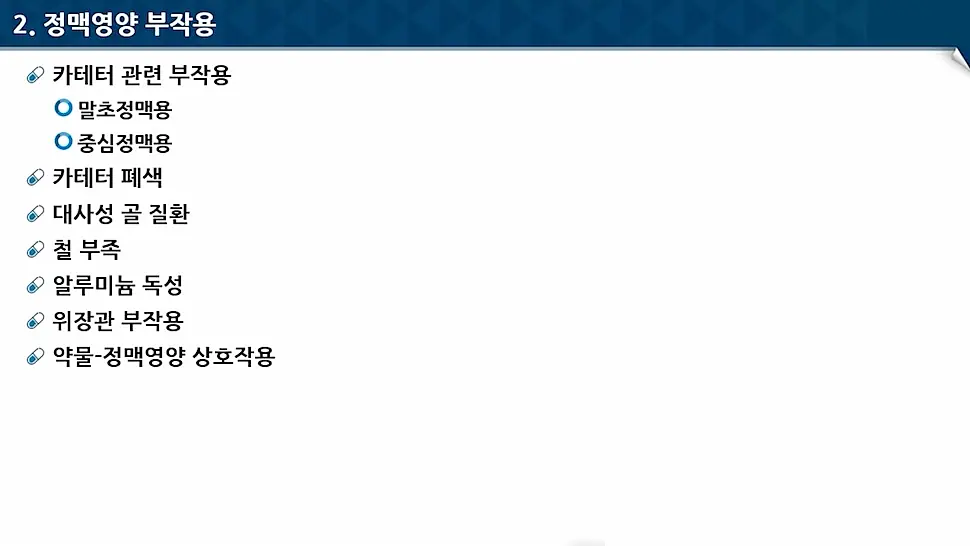 2. 정맥영양 부작용
카테터 관련 부작용
말초정맥용
중심정맥용
카테터 폐색
대사성 골 질환
철 부족
알루미늄 독성
위장관 부작용
약물-정맥영양 상호작용